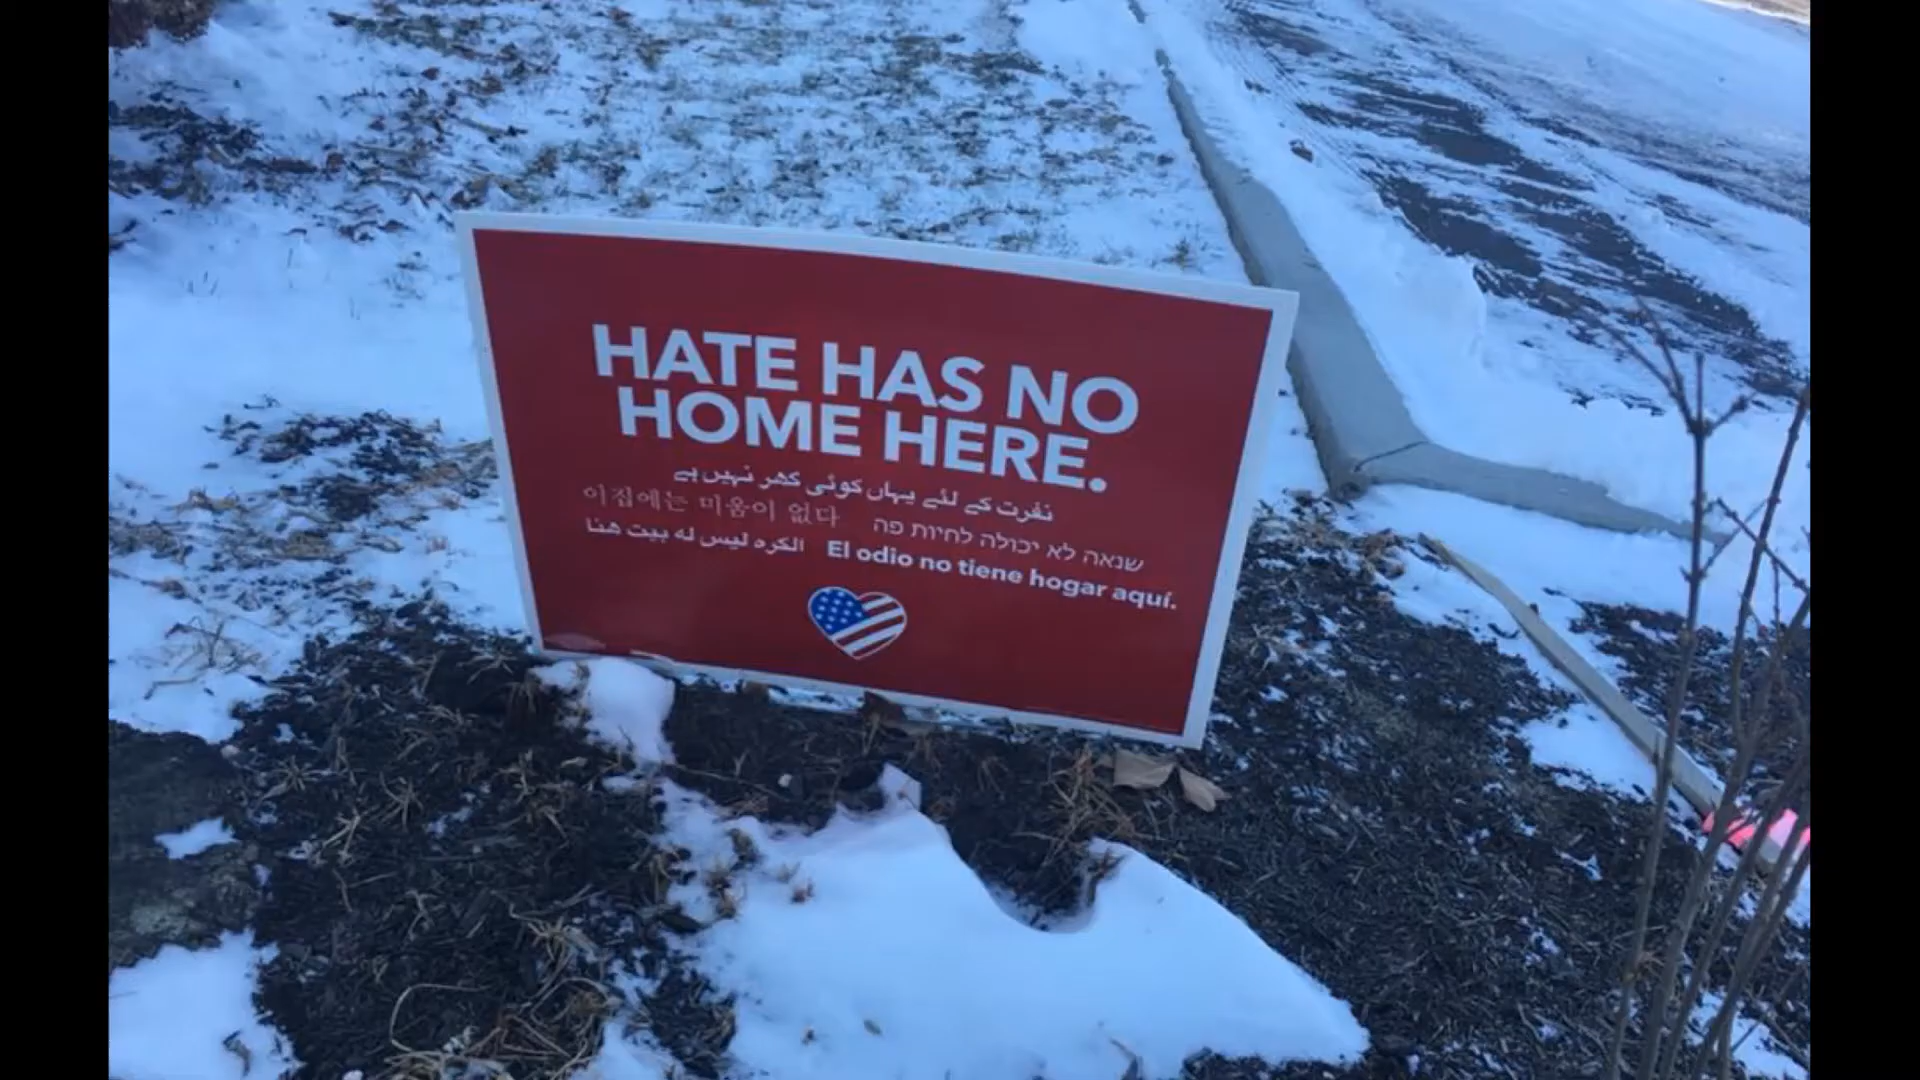 HATE HAS NO
HOME HERE.
نفرت کے لئے یہاں کوئی گھر نہیں ہے
이집에는 미움이 없다 שנאה לא יכולה לחיות פה
الكره ليس له بيت هنا El odio no tiene hogar aquí.